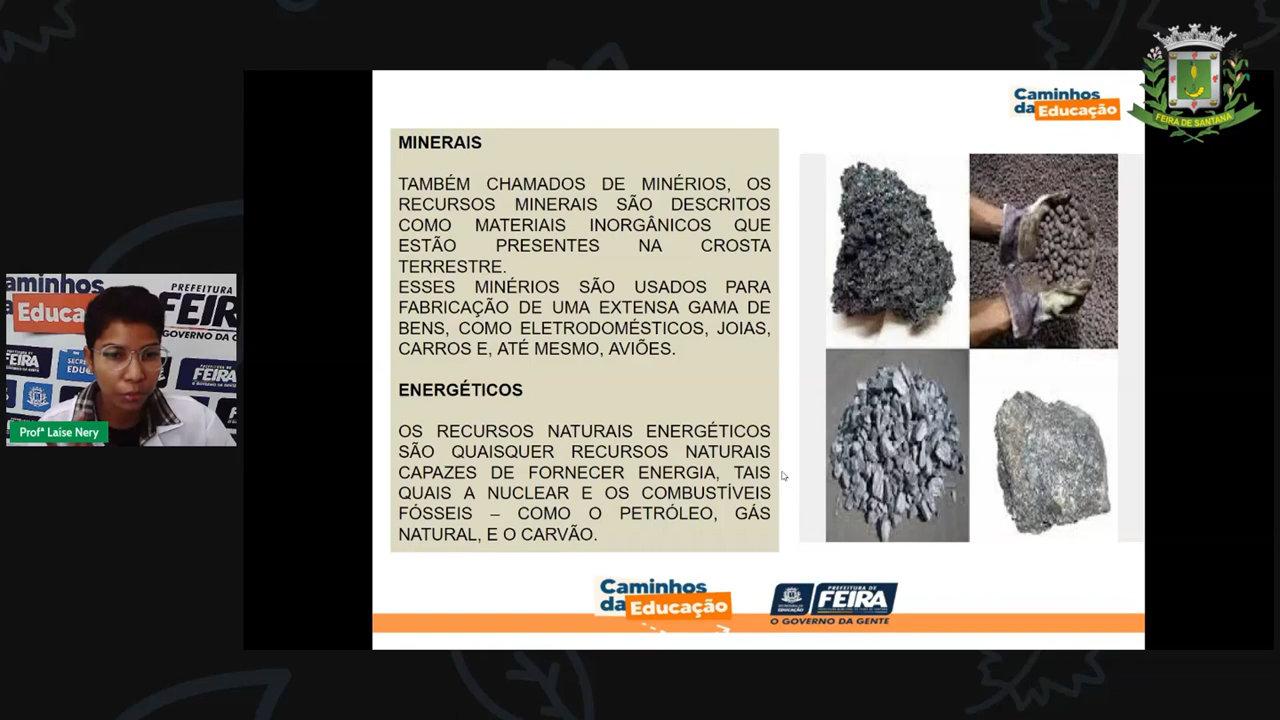 FEIRA DE SANTANA
Caminhos
da Educação
MINERAIS
TAMBÉM CHAMADOS DE MINÉRIOS, OS
RECURSOS MINERAIS SÃO DESCRITOS
COMO MATERIAIS INORGÂNICOS QUE
ESTÃO PRESENTES NA CROSTA
TERRESTRE.
ESSES MINÉRIOS SÃO USADOS PARA
FABRICAÇÃO DE UMA EXTENSA GAMA DE
BENS, COMO ELETRODOMÉSTICOS, JOIAS,
CARROS E, ATÉ MESMO, AVIÕES.
ENERGÉTICOS
OS RECURSOS NATURAIS ENERGÉTICOS
SÃO QUAISQUER RECURSOS NATURAIS
CAPAZES DE FORNECER ENERGIA, TAIS
QUAIS A NUCLEAR E OS COMBUSTÍVEIS
FÓSSEIS – COMO O PETRÓLEO, GÁS
NATURAL, E O CARVÃO.
aminhos
Educa
PREFEITURA
FEIR
GOVERNO DA G
FEIRA
FEIRA
Profª Laíse Nery
Caminhos
da Educação
PREFEITURA DE
FEIRA
O GOVERNO DA GENTE